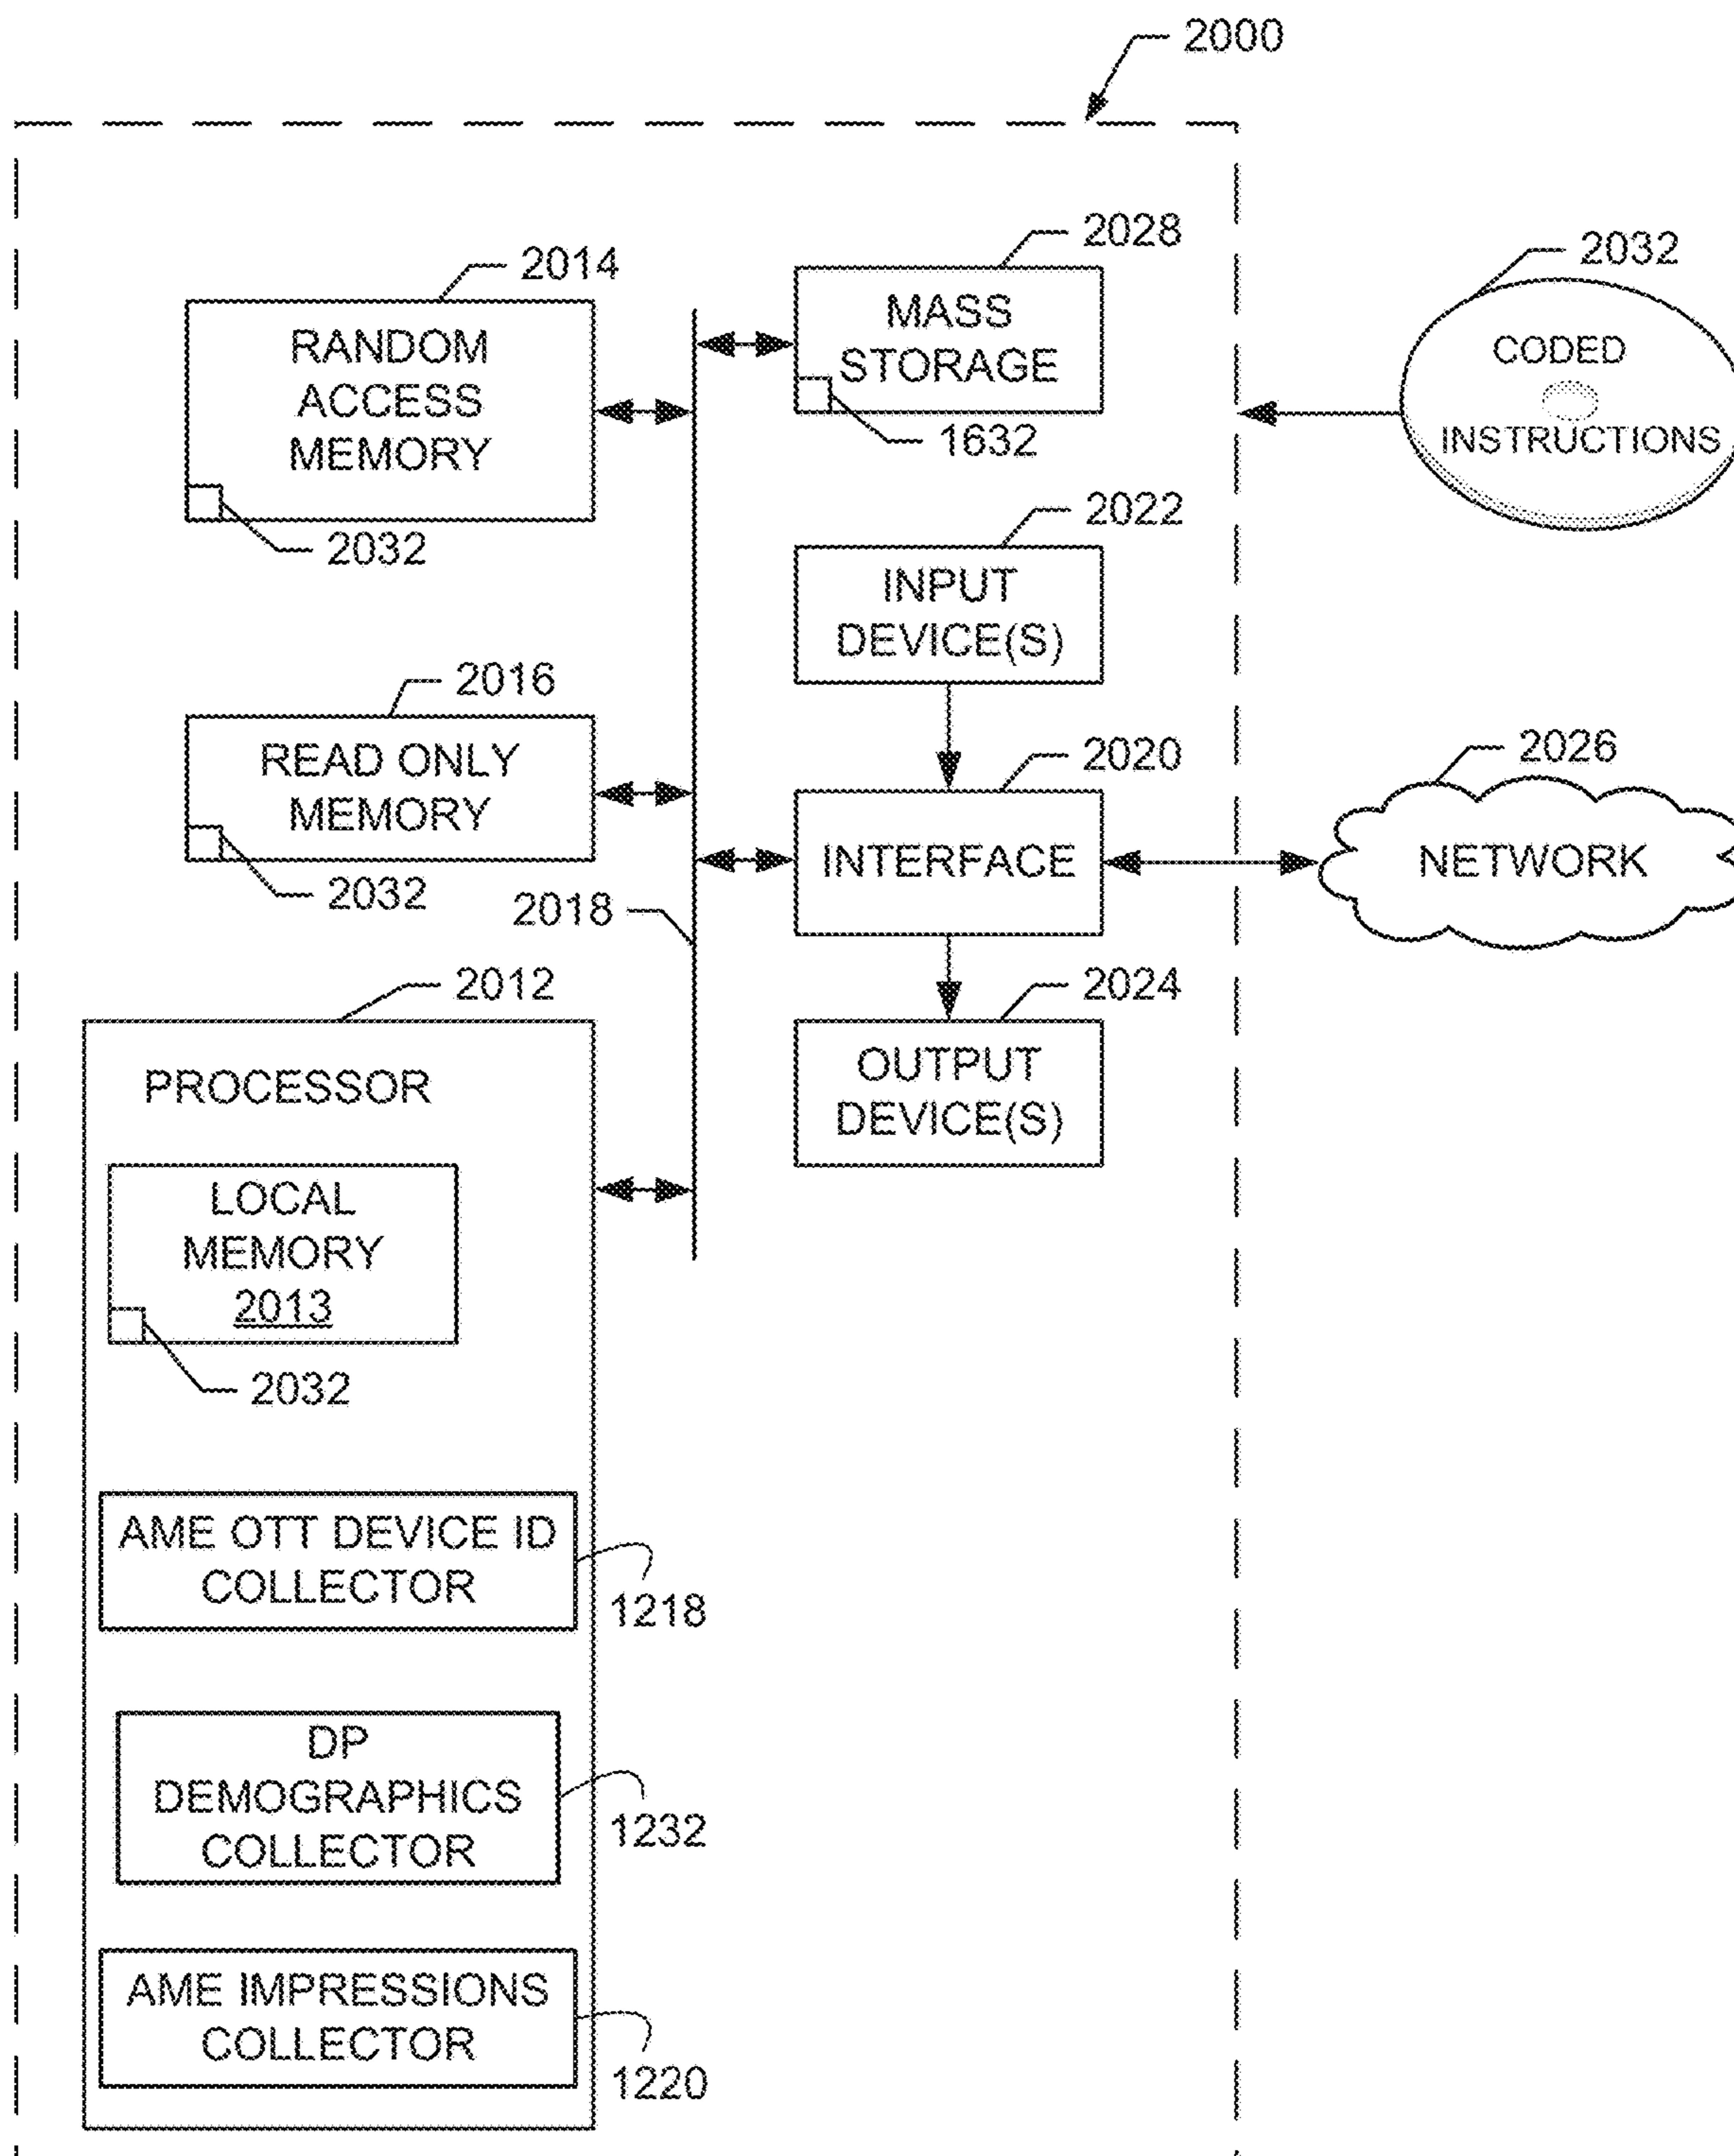 2000
2014
RANDOM
ACCESS
MEMORY
2032
2028
MASS
STORAGE
1632
2032
CODED
INSTRUCTIONS
2022
INPUT
DEVICE(S)
2016
READ ONLY
MEMORY
2032
2018
2020
INTERFACE
2026
NETWORK
2024
OUTPUT
DEVICE(S)
2012
PROCESSOR
LOCAL
MEMORY
2013
2032
AME OTT DEVICE ID
COLLECTOR
1218
DP
DEMOGRAPHICS
COLLECTOR
1232
AME IMPRESSIONS
COLLECTOR
1220